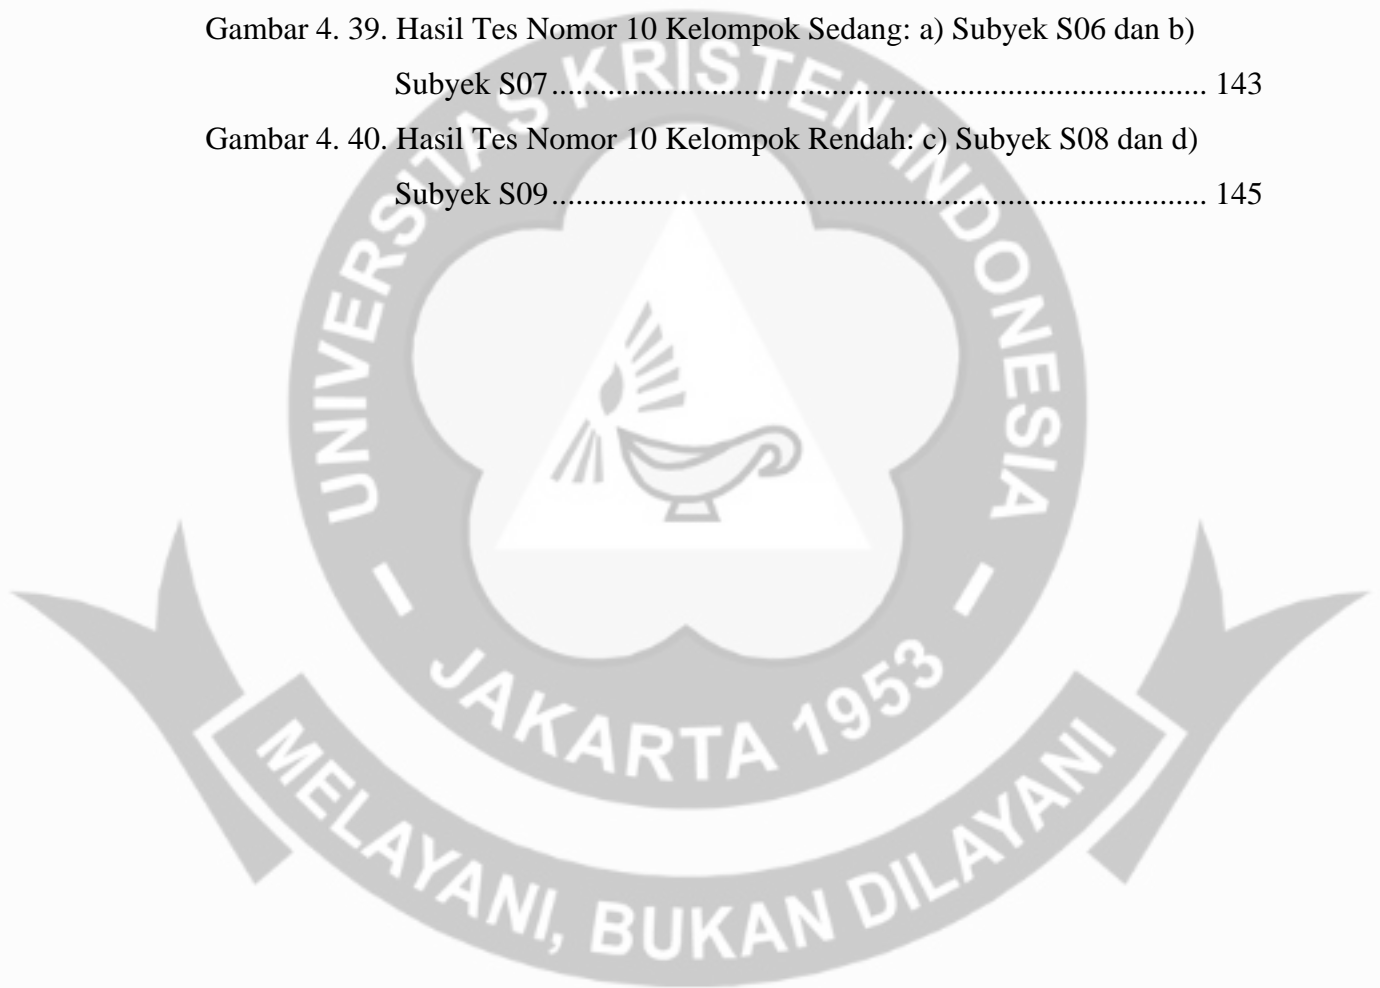 Gambar 4. 39. Hasil Tes Nomor 10 Kelompok Sedang: a) Subyek S06 dan b)
Subyek S07.................................................................................. 143
Gambar 4. 40. Hasil Tes Nomor 10 Kelompok Rendah: c) Subyek S08 dan d)
Subyek S09.................................................................................. 145
UNIVERSITAS KRISTEN INDONESIA
JAKARTA 1953
MELAYANI, BUKAN DILAYANI